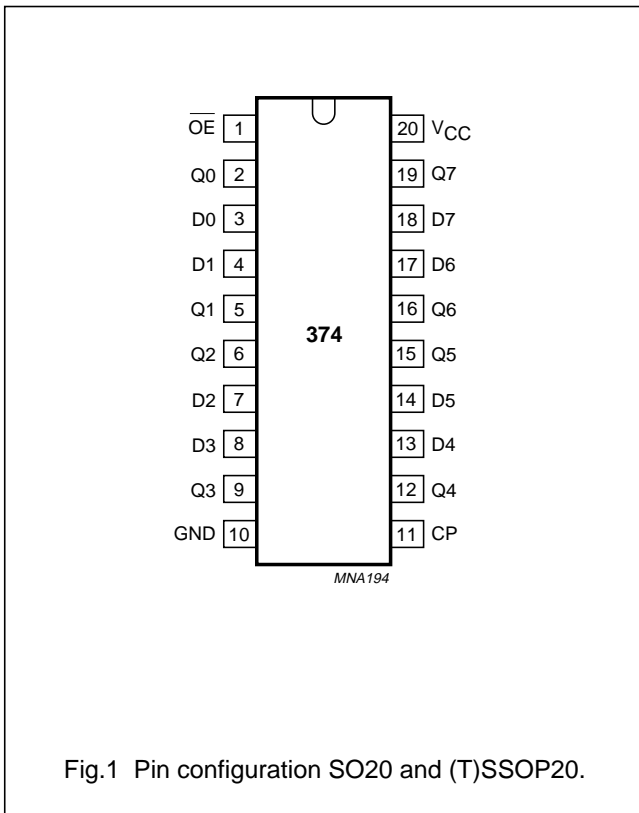 O̅E̅ 1 20 VCC
Q0 2 19 Q7
D0 3 18 D7
D1 4 17 D6
Q1 5 16 Q6
374
Q2 6 15 Q5
D2 7 14 D5
D3 8 13 D4
Q3 9 12 Q4
GND 10 11 CP
MNA194
Fig.1 Pin configuration SO20 and (T)SSOP20.